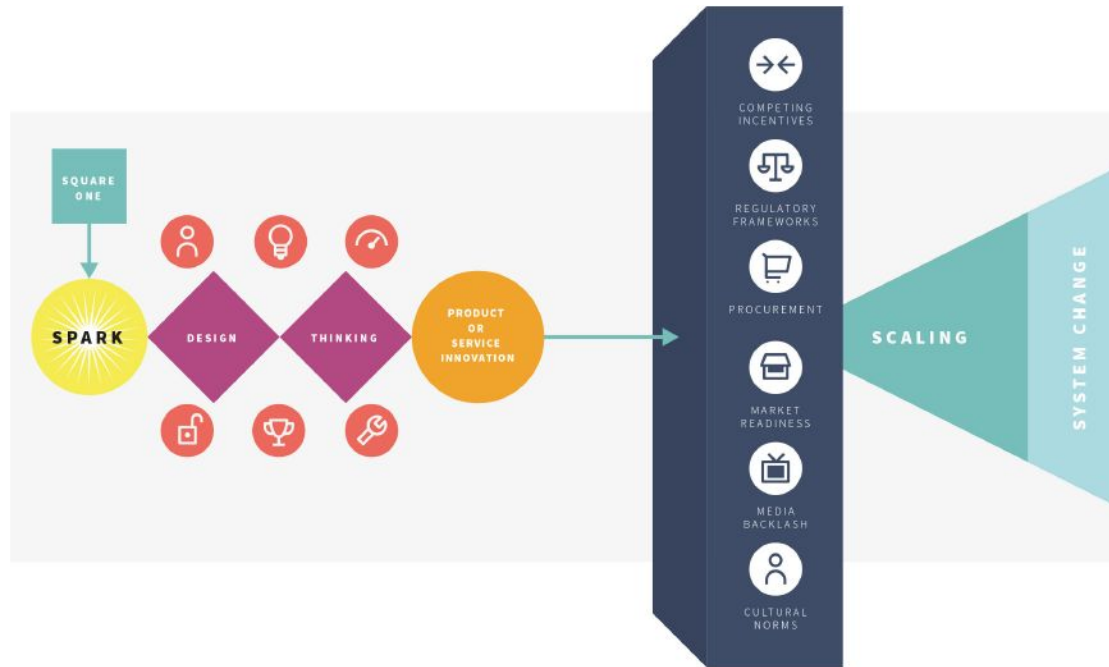 SQUARE
ONE
SPARK
DESIGN
THINKING
PRODUCT
OR
SERVICE
INNOVATION
COMPETING
INCENTIVES
REGULATORY
FRAMEWORKS
PROCUREMENT
MARKET
READINESS
MEDIA
BACKLASH
CULTURAL
NORMS
SCALING
SYSTEM CHANGE